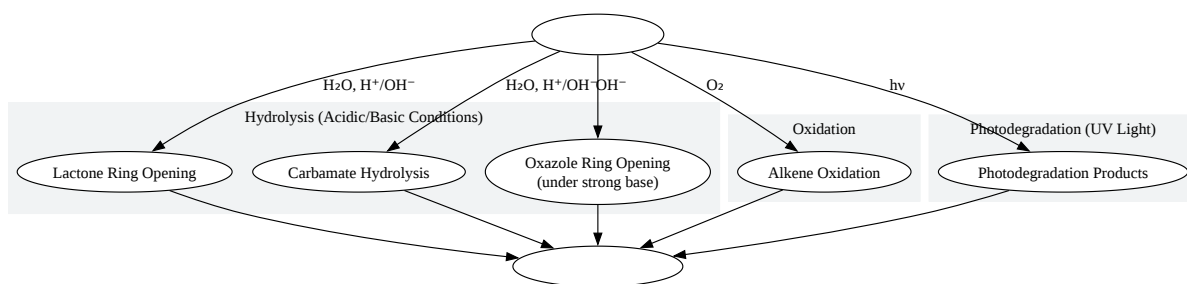 H₂O, H⁺/OH⁻
H₂O, H⁺/OH⁻
OH⁻
O₂
hν
Hydrolysis (Acidic/Basic Conditions)
Oxidation
Photodegradation (UV Light)
Lactone Ring Opening
Carbamate Hydrolysis
Oxazole Ring Opening
(under strong base)
Alkene Oxidation
Photodegradation Products